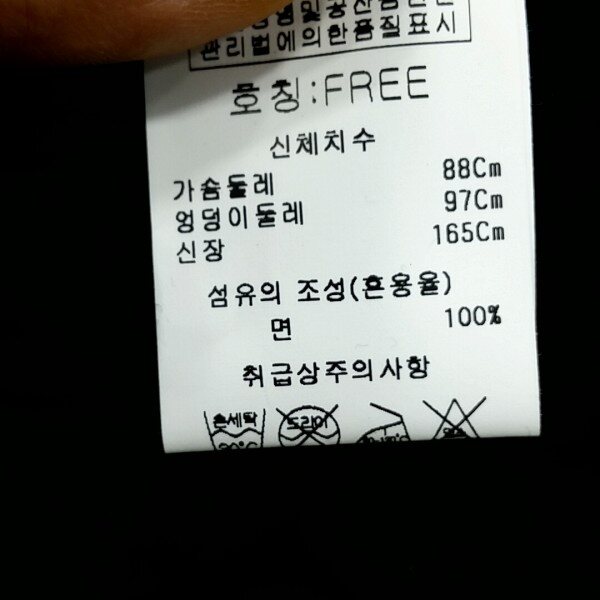 관리법에의한품질표시
호칭:FREE
신체치수
가슴둘레 88Cm
엉덩이둘레 97Cm
신장 165Cm
섬유의 조성(혼용율)
면 100%
취급상주의사항
손세탁 드라이